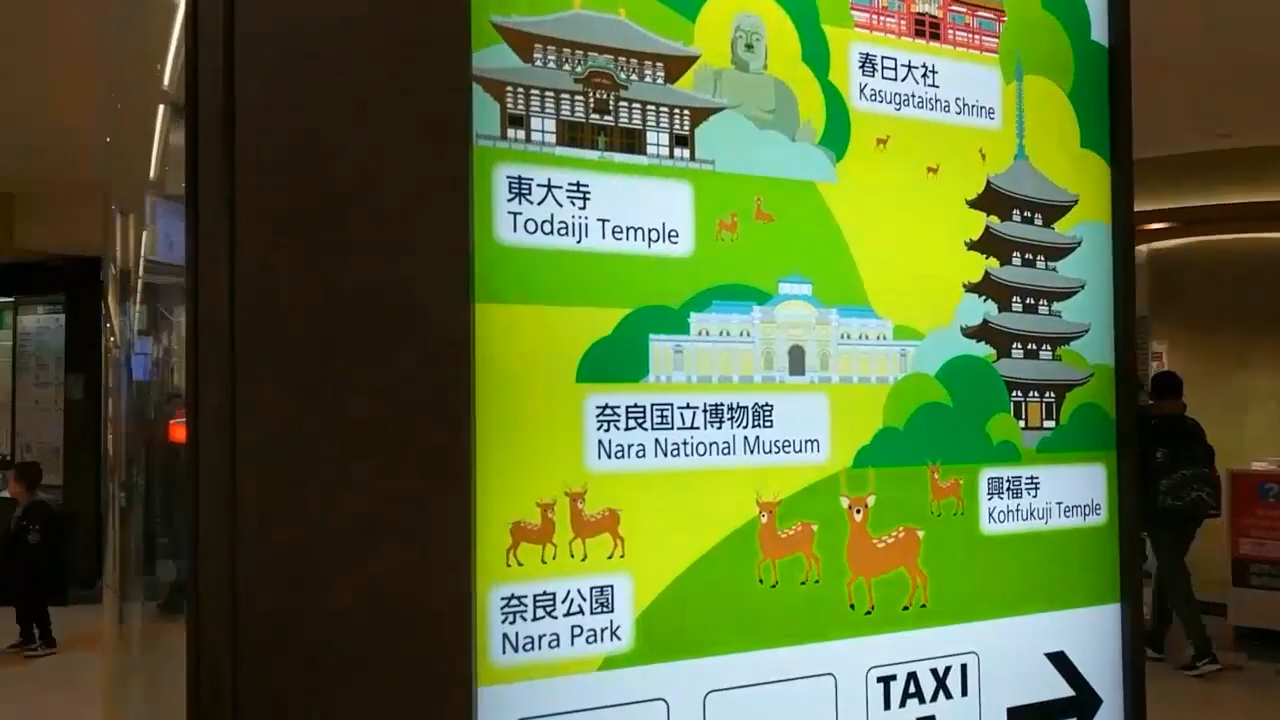 春日大社
Kasugataisha Shrine
東大寺
Todaiji Temple
奈良国立博物館
Nara National Museum
興福寺
Kohfukuji Temple
奈良公園
Nara Park
TAXI